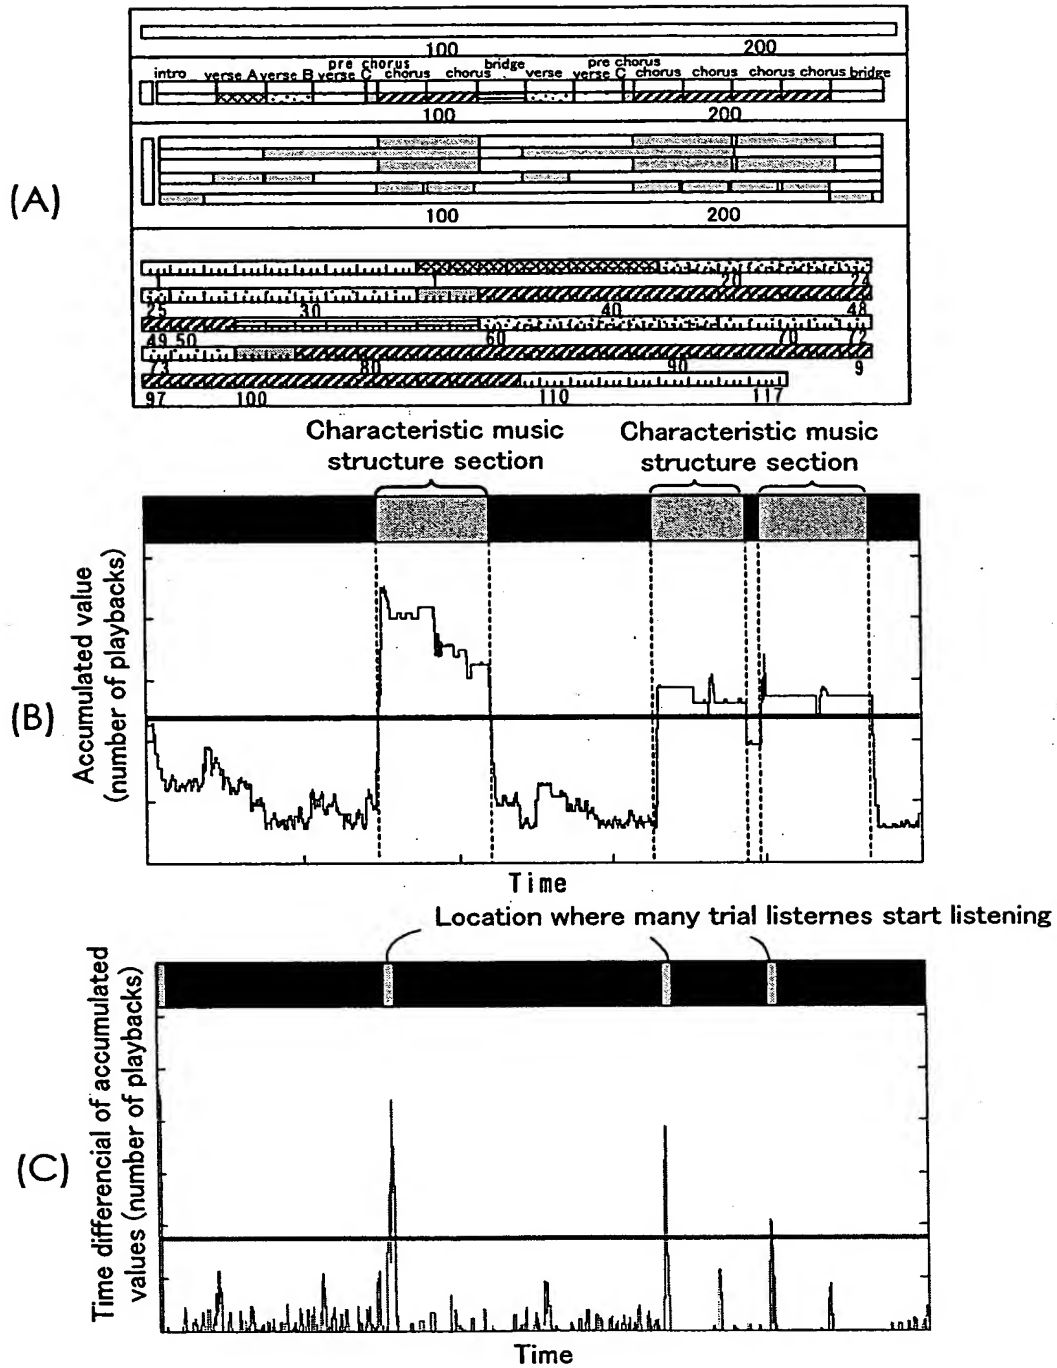 100 200
pre chorus bridge pre chorus
intro verse A verse B verse C chorus chorus verse verse C chorus chorus chorus chorus bridge
100 200
(A)
100 200
1 1 20 24
25 30 40 48
49 50 60 70 72
73 80 90 9
97 100 110 117
Characteristic music structure section
Characteristic music structure section
(B)
Accumulated value
(number of playbacks)
Time
Location where many trial listernes start listening
(C)
Time differencial of accumulated
values (number of playbacks)
Time